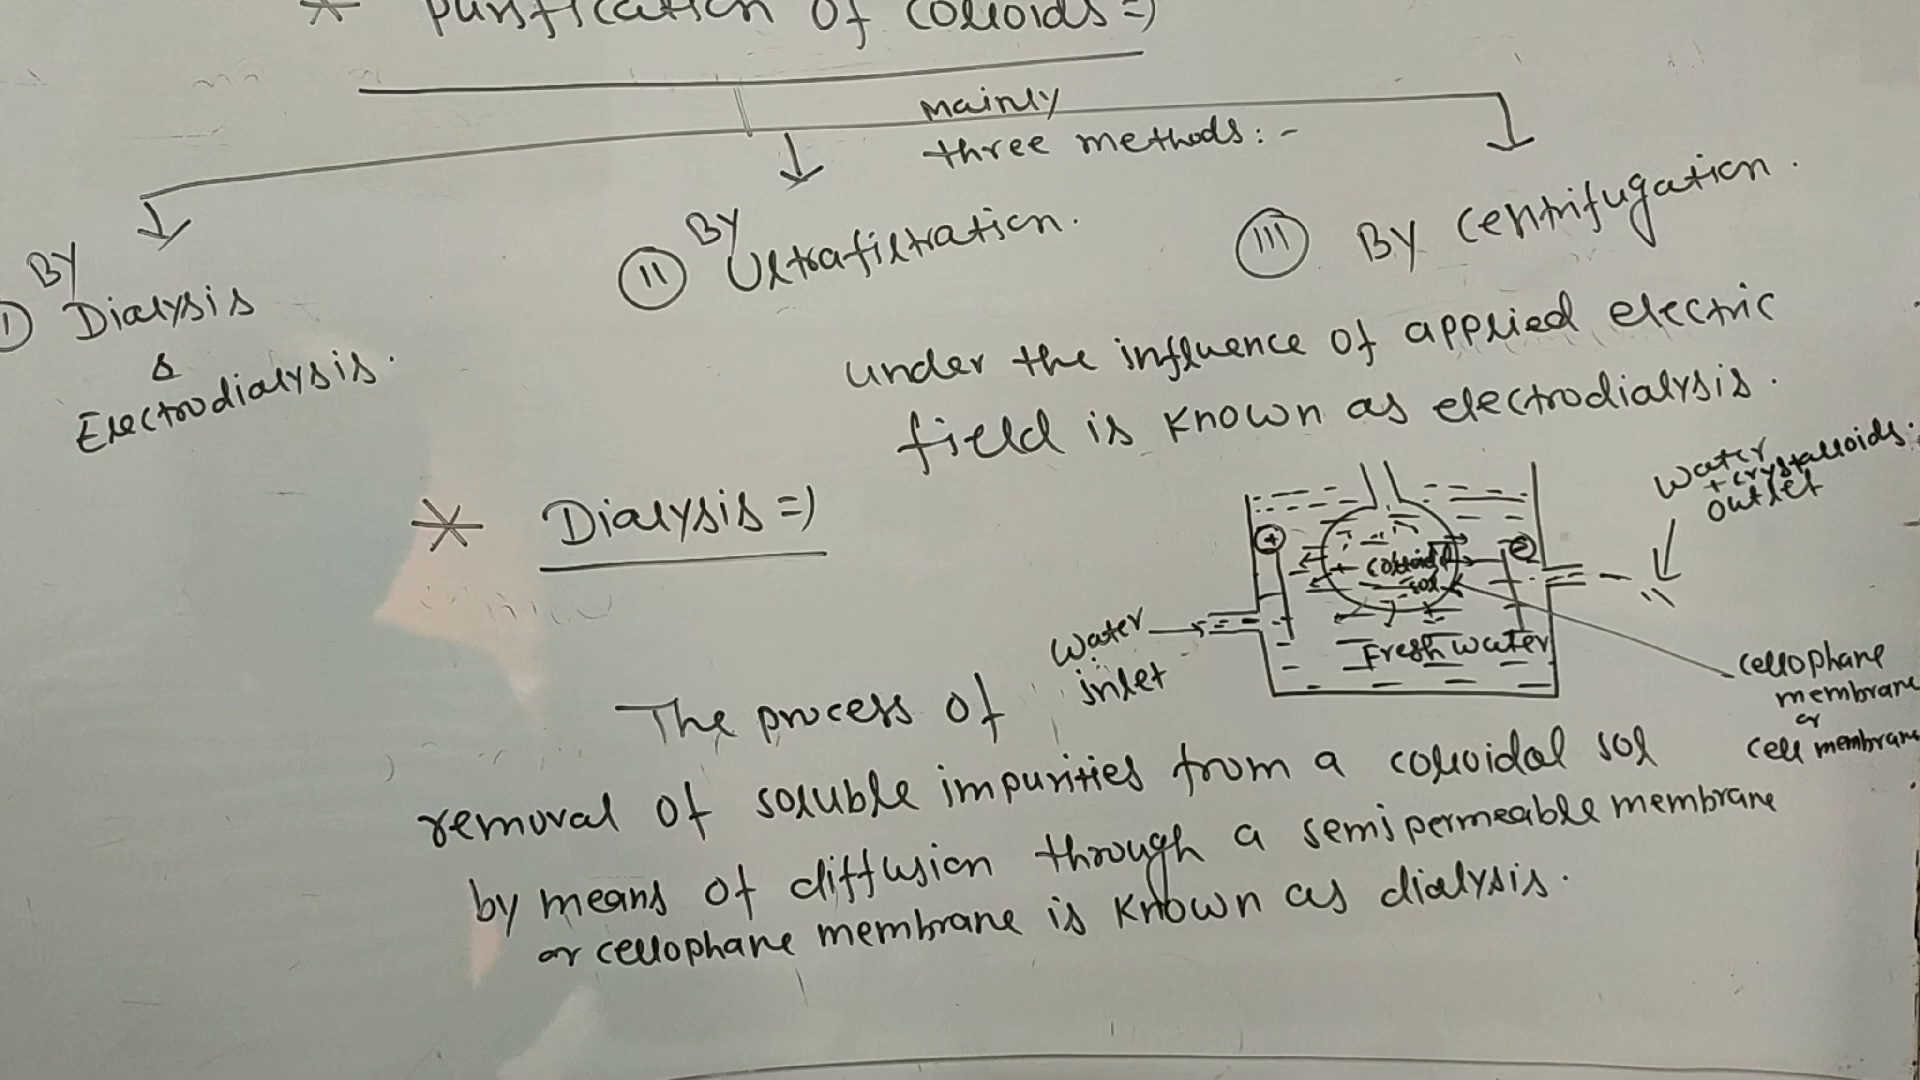 * Purification of colloids ⇒)
mainly
three methods:-
By
I) Dialysis
&
Electrodialysis.
By
(II) Ultrafiltration.
(III) By Centrifugation.
under the influence of applied electric
field is known as electrodialysis.
* Dialysis ⇒)
Water
+ crystalloids.
outlet
+
-
colloidal
sol
Fresh water
Water
inlet
cellophane
membrane
or
cell membrane
The process of
removal of soluble impurities from a colloidal sol
by means of diffusion through a semipermeable membrane
or cellophane membrane is known as dialysis.